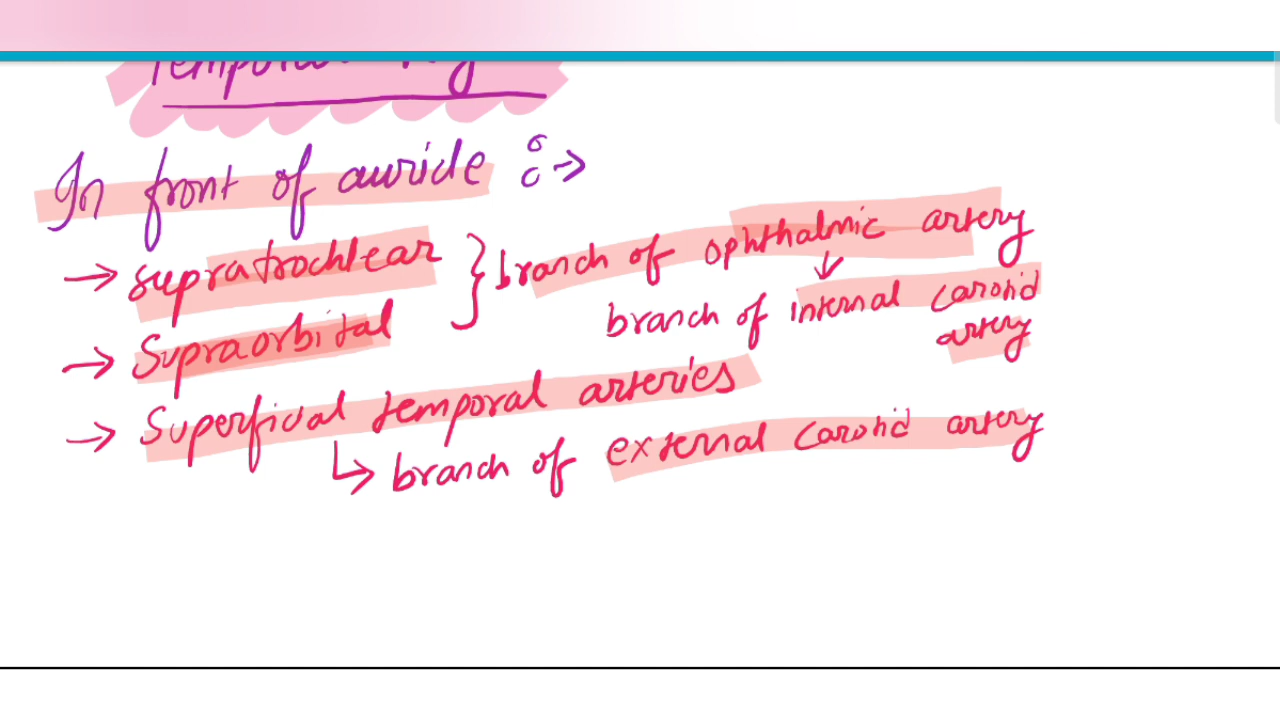 In front of auricle :→
→ supratrochlear } branch of ophthalmic artery
↓
branch of internal carotid artery
→ Supraorbital
→ Superficial temporal arteries
↳ branch of external carotid artery